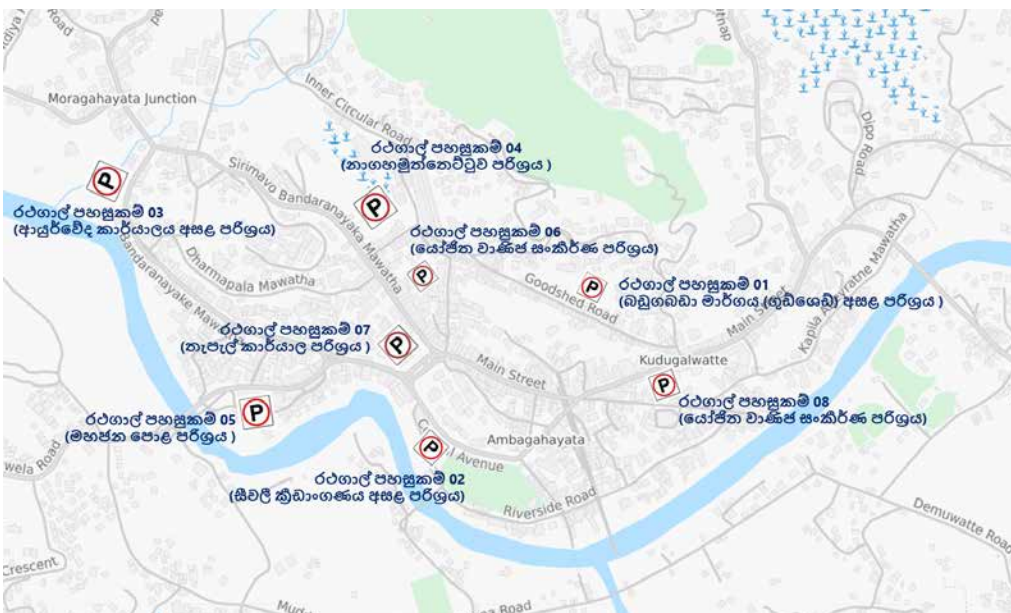 Road
Moragahayata Junction
Inner Circular Road
Dipo Road
රථගාල් පහසුකම් 04
(නාගහමුත්තෙට්ටුව පරිශ්‍රය )
Sirimavo Bandaranayaka Mawatha
P
P
රථගාල් පහසුකම් 03
(ආයුර්වේද කාර්යාලය අසළ පරිශ්‍රය)
රථගාල් පහසුකම් 06
(යෝජිත වාණිජ සංකීර්ණ පරිශ්‍රය)
P
Bandaranayake
Dharmapala Mawatha
Goodshed Road
P
රථගාල් පහසුකම් 01
(බඩුගබඩා මාර්ගය (ගුඩ්ශෙඩ්) අසළ පරිශ්‍රය )
Main Street
Mawatha
රථගාල් පහසුකම් 07
(තැපැල් කාර්යාල පරිශ්‍රය )
P
Main Street
Kudugalwatte
P
රථගාල් පහසුකම් 08
(යෝජිත වාණිජ සංකීර්ණ පරිශ්‍රය)
රථගාල් පහසුකම් 05
(මහජන පොළ පරිශ්‍රය )
P
Ambagahayata
P
Avenue
රථගාල් පහසුකම් 02
(සීවලී ක්‍රීඩාංගණය අසළ පරිශ්‍රය)
Riverside Road
Road
Demuwatte Road
Crescent
Road